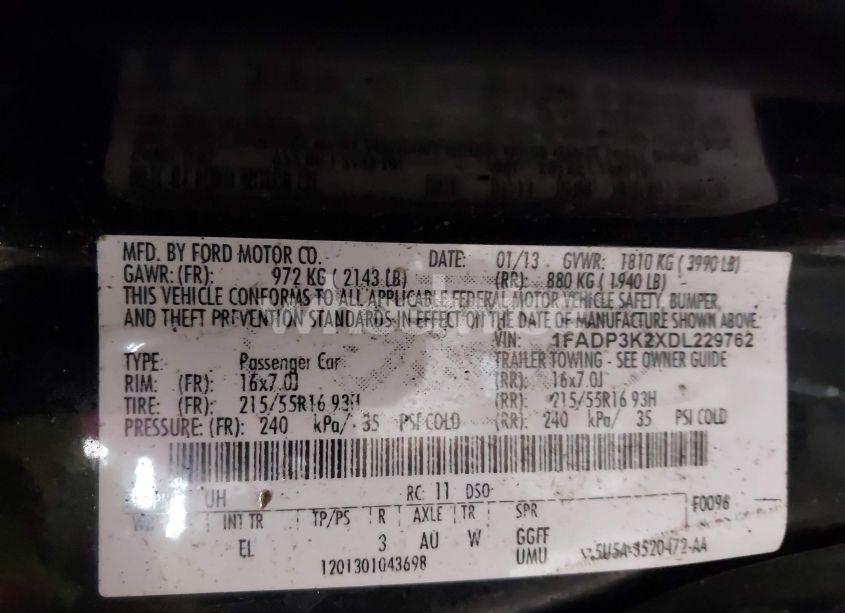 MFD. BY FORD MOTOR CO. DATE: 01/13 GVWR: 1810 KG ( 3990 LB)
GAWR: (FR): 972 KG ( 2143 LB) (RR): 880 KG ( 1940 LB)
THIS VEHICLE CONFORMS TO ALL APPLICABLE FEDERAL MOTOR VEHICLE SAFETY, BUMPER,
AND THEFT PREVENTION STANDARDS IN EFFECT ON THE DATE OF MANUFACTURE SHOWN ABOVE.
VIN: 1FADP3K2XDL229762
TYPE: Passenger Car TRAILER TOWING - SEE OWNER GUIDE
RIM: (FR): 16x7.0J (RR): 16x7.0J
TIRE: (FR): 215/55R16 93H (RR): 215/55R16 93H
PRESSURE: (FR): 240 kPa/ 35 PSI COLD (RR): 240 kPa/ 35 PSI COLD
UH RC: 11 DSO:
F0096
INT TR TP/PS R AXLE TR SPR
EL 3 AU W GGFF
UMU
1201301043698